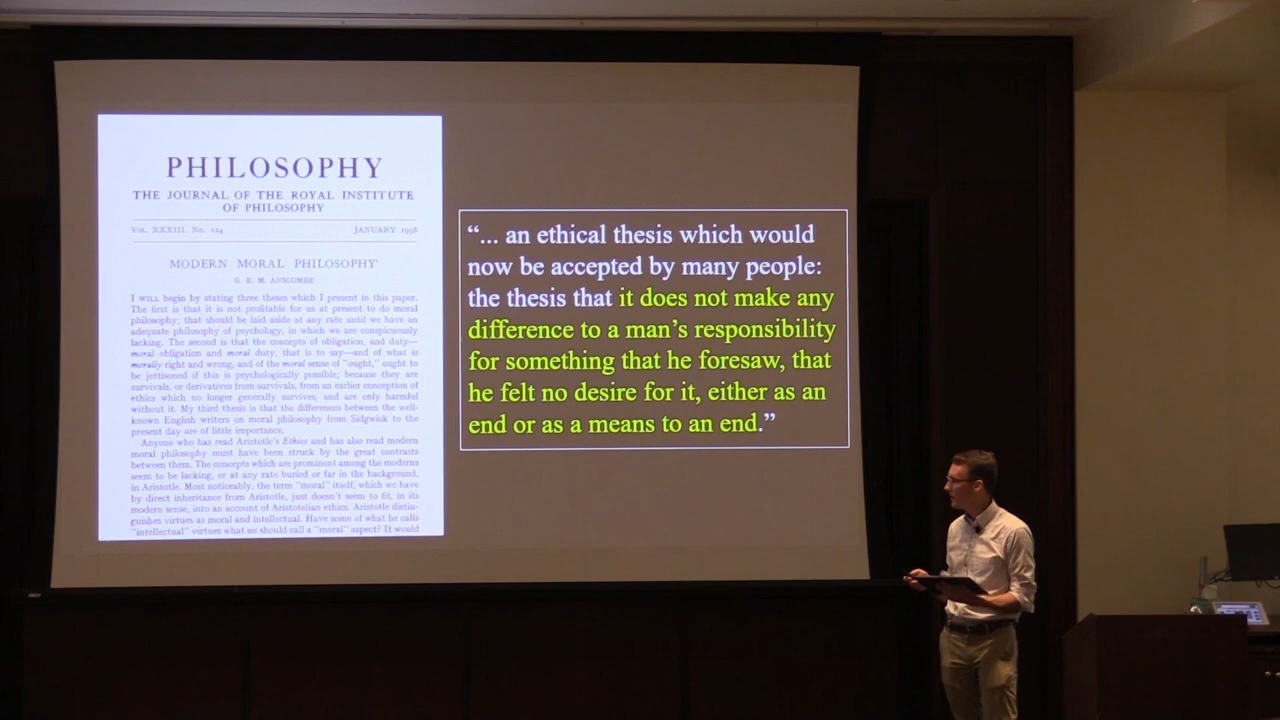 PHILOSOPHY
THE JOURNAL OF THE ROYAL INSTITUTE
OF PHILOSOPHY
VOL. XXXIII. No. 124 JANUARY 1958
MODERN MORAL PHILOSOPHY¹
G. E. M. ANSCOMBE
I WILL begin by stating three theses which I present in this paper.
The first is that it is not profitable for us at present to do moral
philosophy; that should be laid aside at any rate until we have an
adequate philosophy of psychology, in which we are conspicuously
lacking. The second is that the concepts of obligation, and duty—
moral obligation and moral duty, that is to say—and of what is
morally right and wrong, and of the moral sense of "ought," ought to
be jettisoned if this is psychologically possible; because they are
survivals, or derivatives from survivals, from an earlier conception of
ethics which no longer generally survives, and are only harmful
without it. My third thesis is that the differences between the well-
known English writers on moral philosophy from Sidgwick to the
present day are of little importance.
Anyone who has read Aristotle's Ethics and has also read modern
moral philosophy must have been struck by the great contrasts
between them. The concepts which are prominent among the moderns
seem to be lacking, or at any rate buried or far in the background,
in Aristotle. Most noticeably, the term "moral" itself, which we have
by direct inheritance from Aristotle, just doesn't seem to fit, in its
modern sense, into an account of Aristotelian ethics. Aristotle distin-
guishes virtues as moral and intellectual. Have some of what he calls
"intellectual" virtues what we should call a "moral" aspect? It would
“... an ethical thesis which would
now be accepted by many people:
the thesis that it does not make any
difference to a man’s responsibility
for something that he foresaw, that
he felt no desire for it, either as an
end or as a means to an end.”